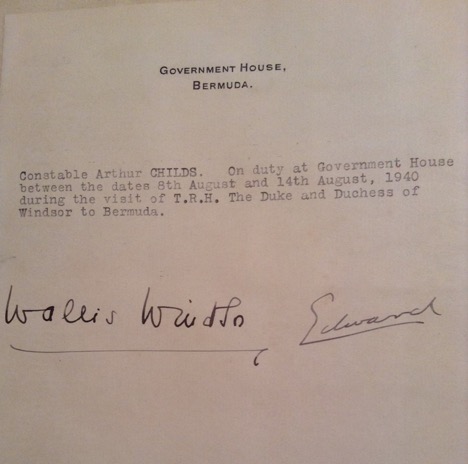 GOVERNMENT HOUSE,
BERMUDA.
Constable Arthur CHILDS. On duty at Government House
between the dates 8th August and 14th August, 1940
during the visit of T.R.H. The Duke and Duchess of
Windsor to Bermuda.
Wallis Windsor Edward